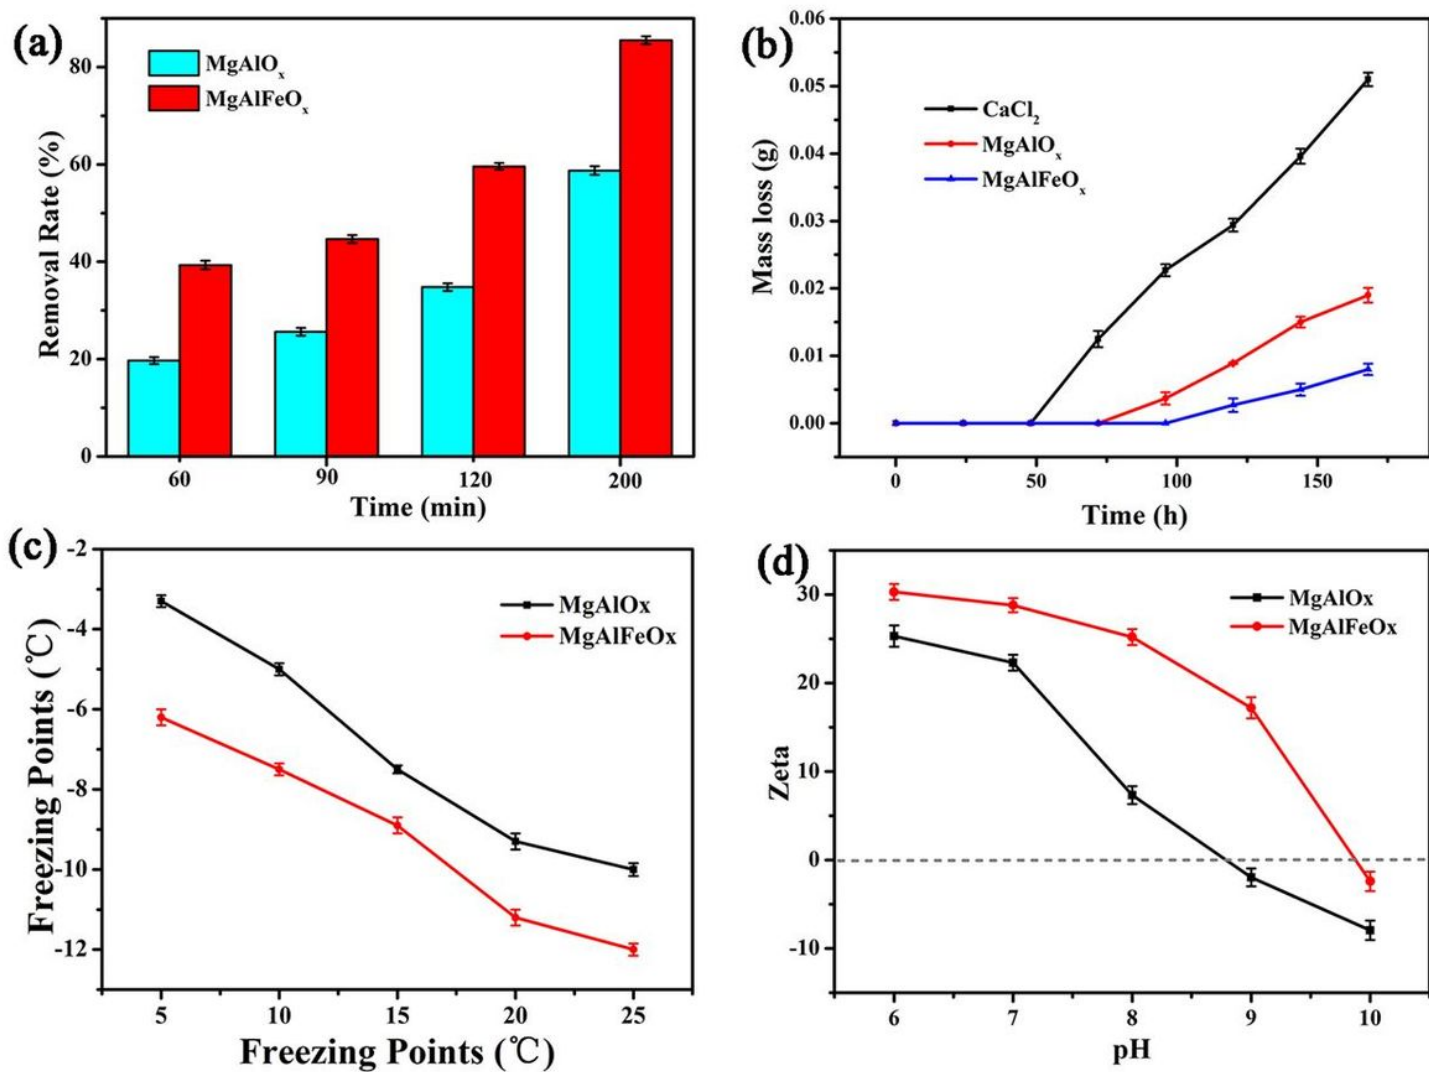 (a)
MgAlOₓ
MgAlFeOₓ
Removal Rate (%)
80
60
40
20
0
60 90 120 200
Time (min)
(b)
CaCl₂
MgAlOₓ
MgAlFeOₓ
Mass loss (g)
0.06
0.05
0.04
0.03
0.02
0.01
0.00
0 50 100 150
Time (h)
(c)
MgAlOx
MgAlFeOx
Freezing Points (℃)
-2
-4
-6
-8
-10
-12
5 10 15 20 25
Freezing Points (℃)
(d)
MgAlOx
MgAlFeOx
Zeta
30
20
10
0
-10
6 7 8 9 10
pH